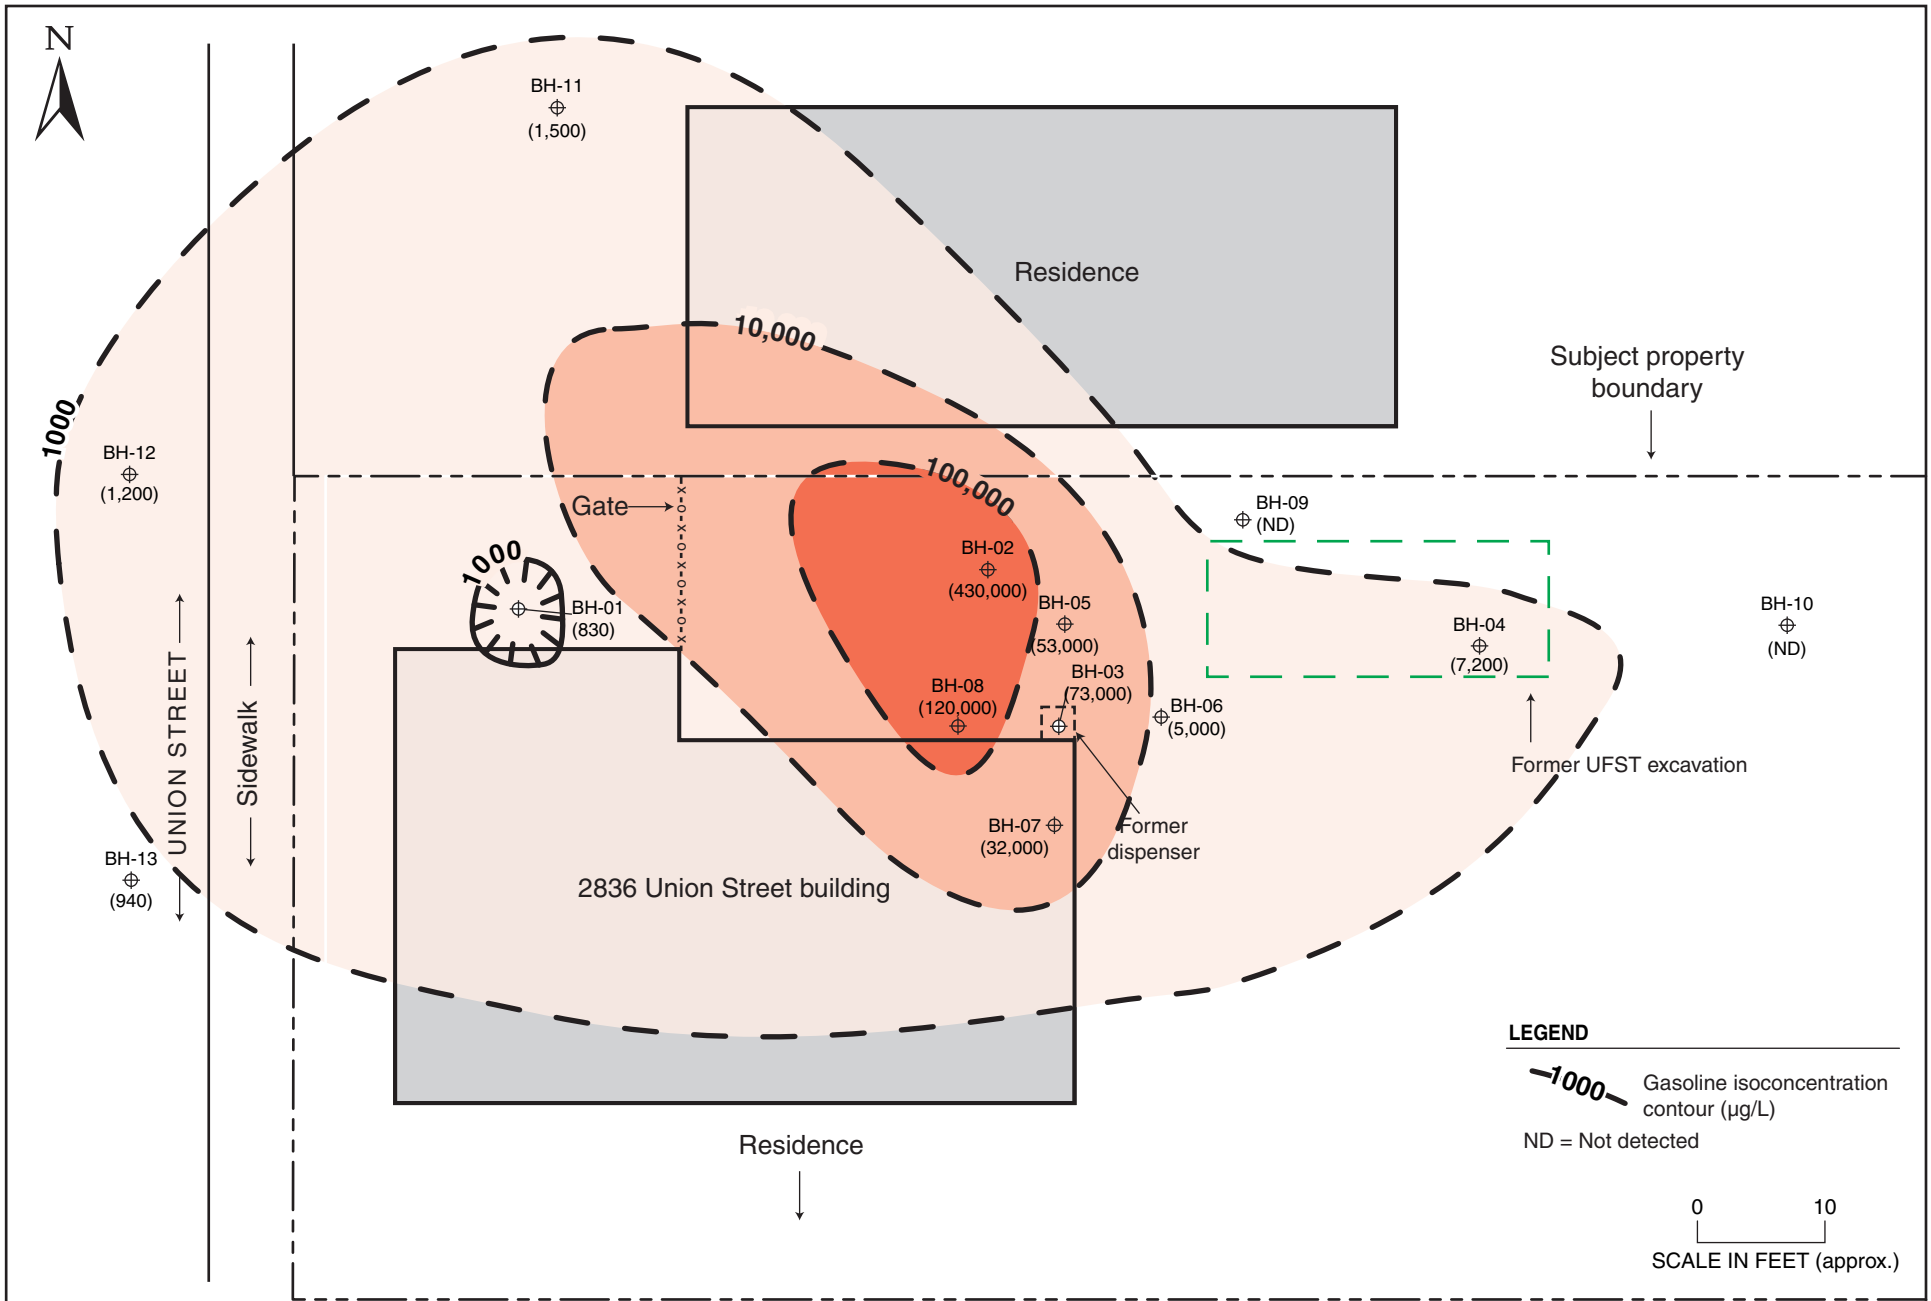 N
BH-11
(1,500)
Residence
10,000
Subject property
boundary
1000
BH-12
(1,200)
100,000
Gate
x
o
x
o
x
o
x
o
x
BH-09
(ND)
1000
BH-02
(430,000)
BH-01
(830)
BH-05
(53,000)
BH-04
(7,200)
BH-10
(ND)
BH-03
(73,000)
BH-08
(120,000)
BH-06
(5,000)
UNION STREET
Sidewalk
Former UFST excavation
BH-07
(32,000)
Former
dispenser
BH-13
(940)
2836 Union Street building
Residence
LEGEND
1000
Gasoline isoconcentration
contour (µg/L)
ND = Not detected
0 10
SCALE IN FEET (approx.)